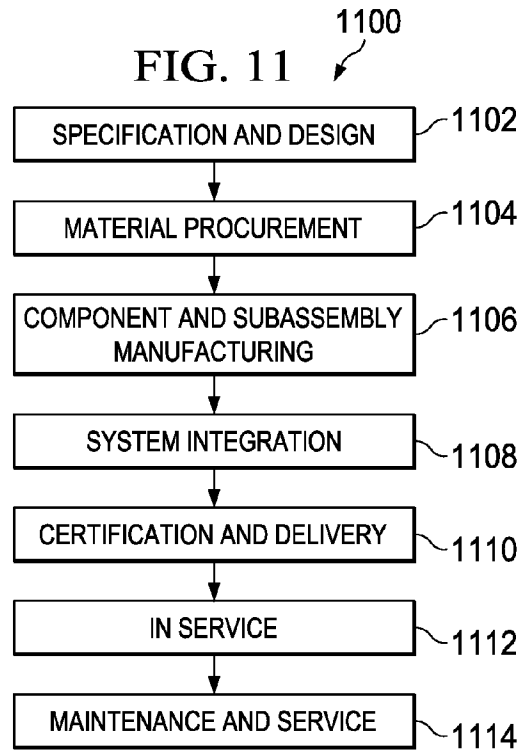 1100
FIG. 11
SPECIFICATION AND DESIGN
1102
MATERIAL PROCUREMENT
1104
COMPONENT AND SUBASSEMBLY
MANUFACTURING
1106
SYSTEM INTEGRATION
1108
CERTIFICATION AND DELIVERY
1110
IN SERVICE
1112
MAINTENANCE AND SERVICE
1114